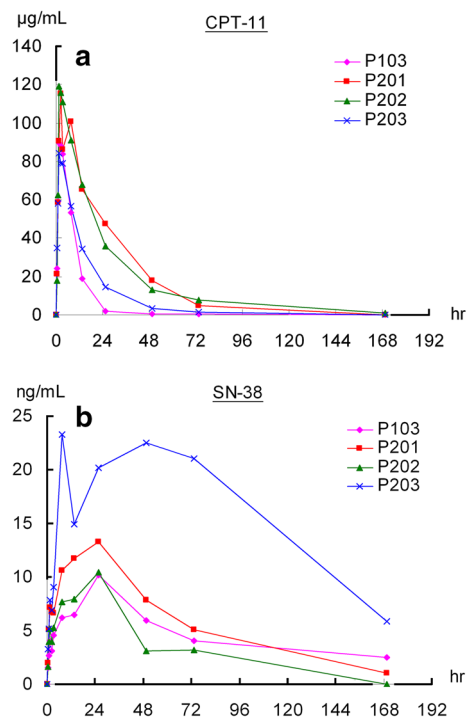 µg/mL
CPT-11
140
a
P103
120
P201
P202
100
P203
80
60
40
20
0
hr
0 24 48 72 96 120 144 168 192
ng/mL
SN-38
25
b
P103
P201
20
P202
P203
15
10
5
0
hr
0 24 48 72 96 120 144 168 192